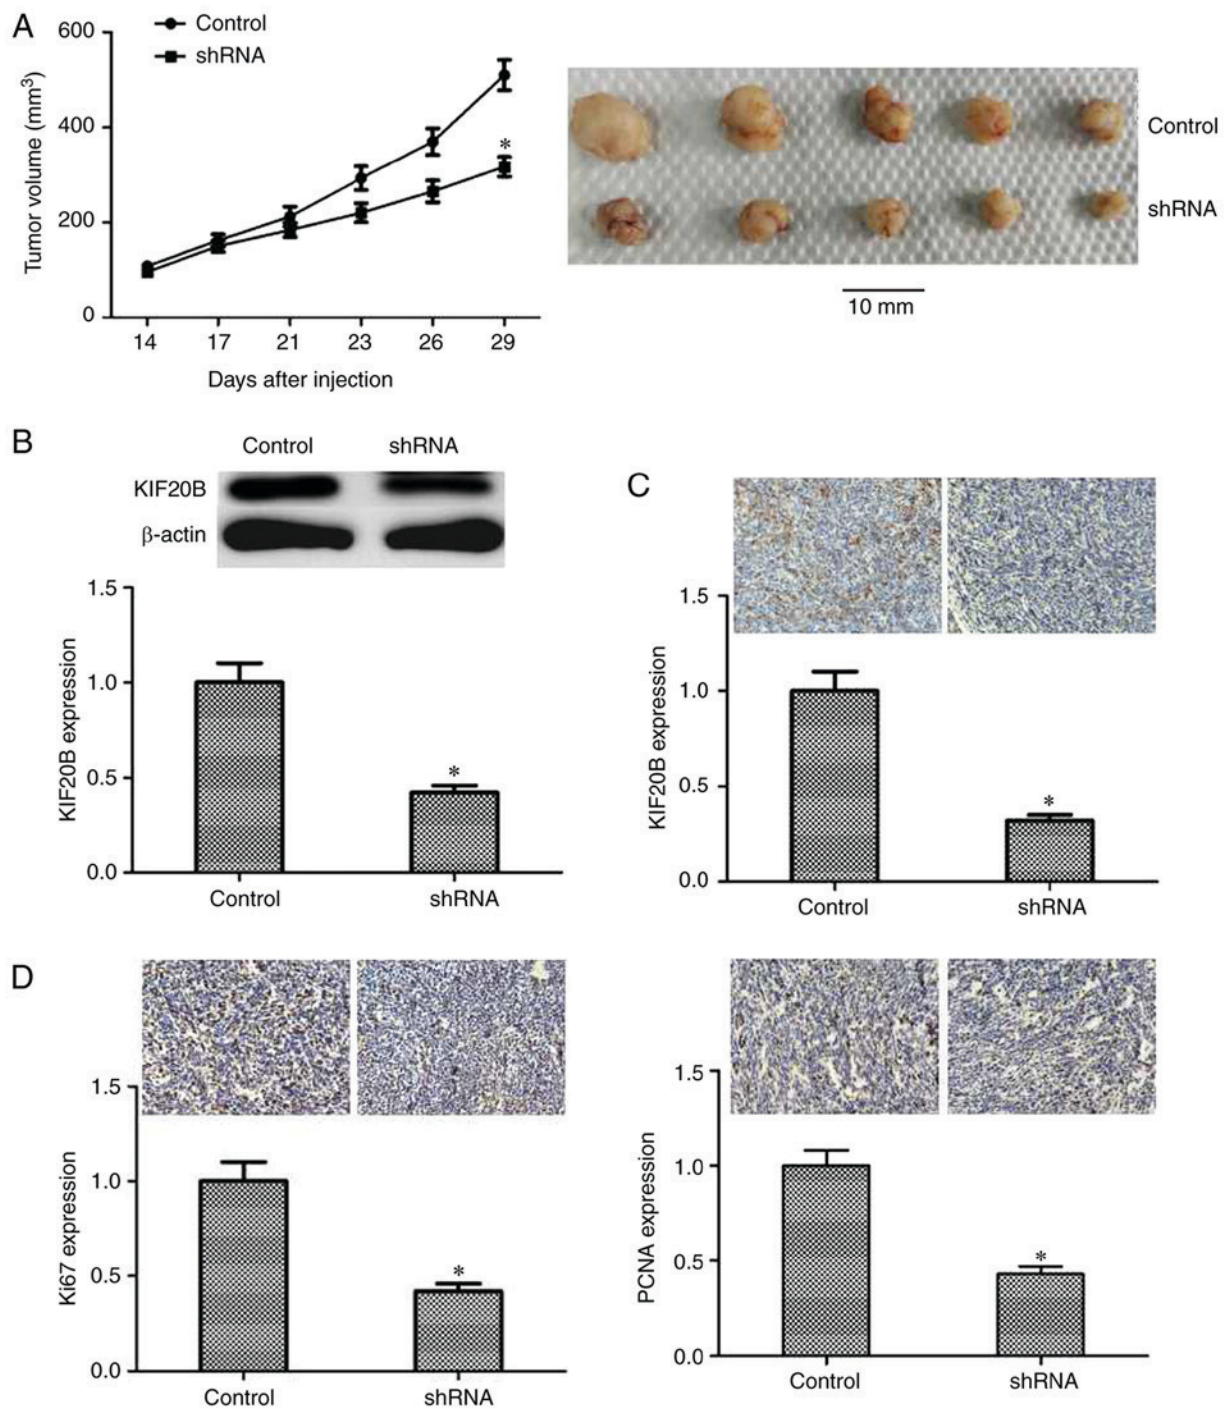 A
Control
shRNA
600
400
200
0
Tumor volume (mm3)
14 17 21 23 26 29
Days after injection
*
Control
shRNA
10 mm
B
Control shRNA
KIF20B
β-actin
1.5
1.0
0.5
0.0
KIF20B expression
*
Control shRNA
C
1.5
1.0
0.5
0.0
KIF20B expression
*
Control shRNA
D
1.5
1.0
0.5
0.0
Ki67 expression
*
Control shRNA
1.5
1.0
0.5
0.0
PCNA expression
*
Control shRNA